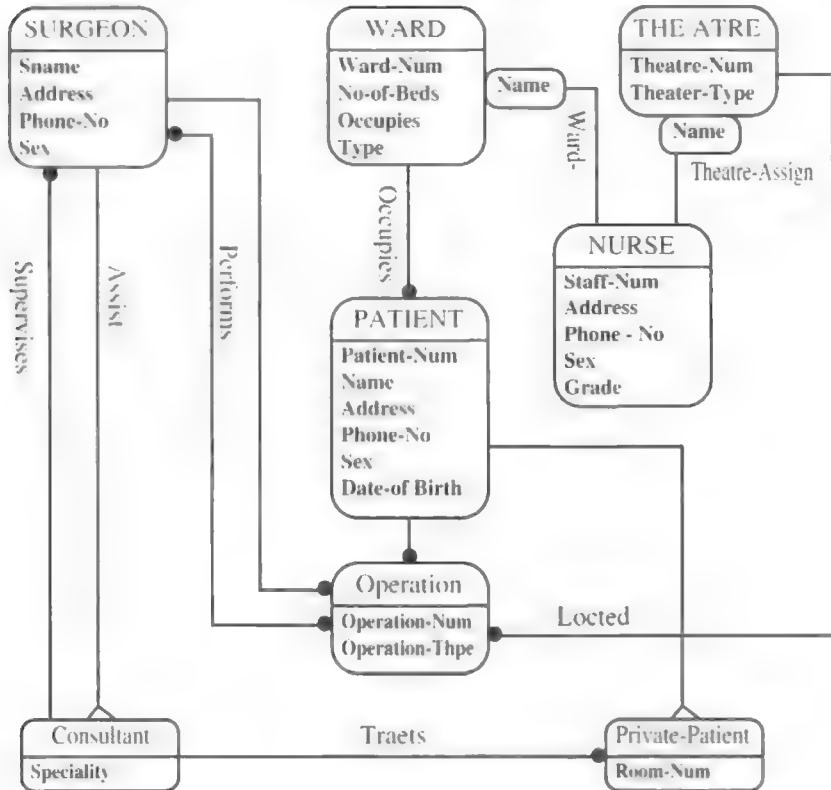 SURGEON
Sname
Address
Phone-No
Sex
WARD
Ward-Num
No-of-Beds
Occupies
Type
Name
THE ATRE
Theatre-Num
Theater-Type
Name
Ward-
Theatre-Assign
NURSE
Staff-Num
Address
Phone - No
Sex
Grade
Occupies
Supervises
Assist
Performs
PATIENT
Patient-Num
Name
Address
Phone-No
Sex
Date-of Birth
Operation
Operation-Num
Operation-Thpe
Locted
Consultant
Speciality
Traets
Private-Patient
Room-Num